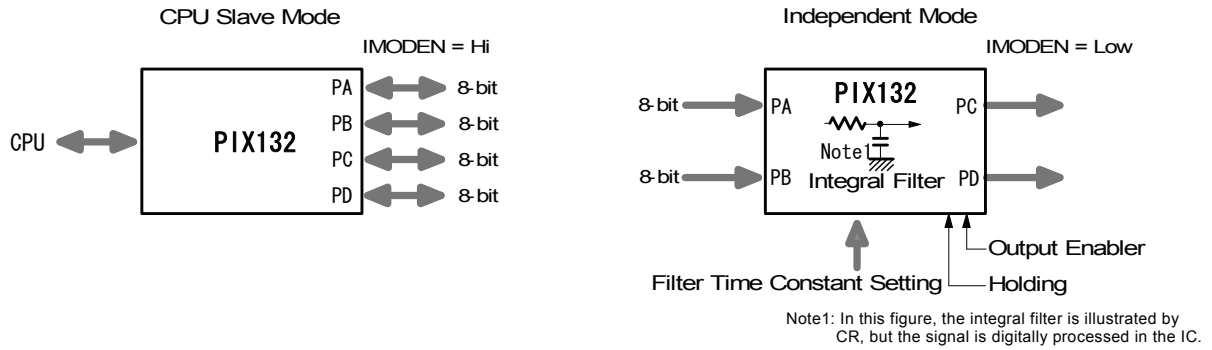 CPU Slave Mode
IMODEN = Hi
CPU
PIX132
PA
8-bit
PB
8-bit
PC
8-bit
PD
8-bit
Independent Mode
IMODEN = Low
8-bit
PA
PIX132
PC
Note1
8-bit
PB
Integral Filter
PD
Output Enabler
Filter Time Constant Setting
Holding
Note1: In this figure, the integral filter is illustrated by
CR, but the signal is digitally processed in the IC.